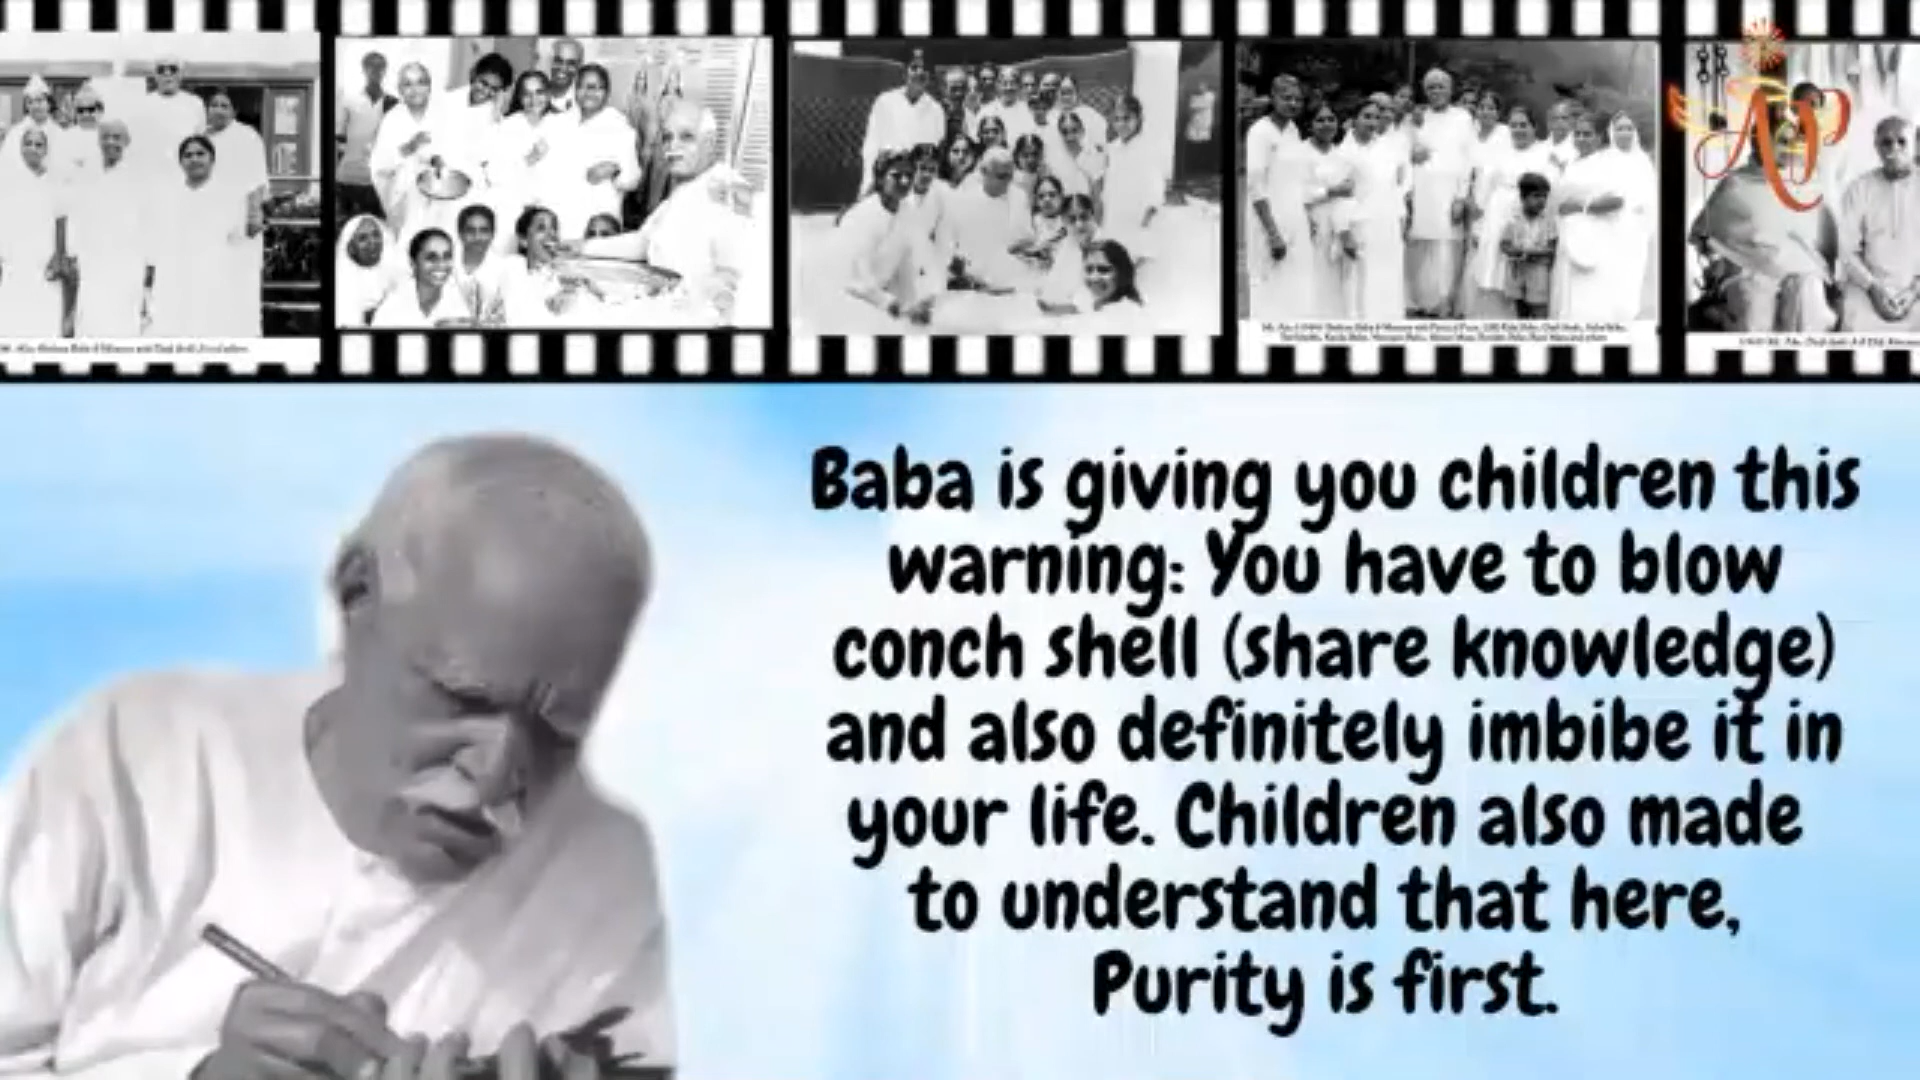 AP
Baba is giving you children this
warning: You have to blow
conch shell (share knowledge)
and also definitely imbibe it in
your life. Children also made
to understand that here,
Purity is first.